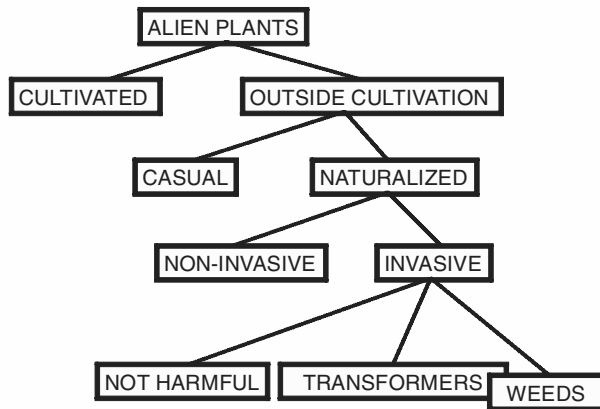 ALIEN PLANTS
CULTIVATED
OUTSIDE CULTIVATION
CASUAL
NATURALIZED
NON-INVASIVE
INVASIVE
NOT HARMFUL
TRANSFORMERS
WEEDS